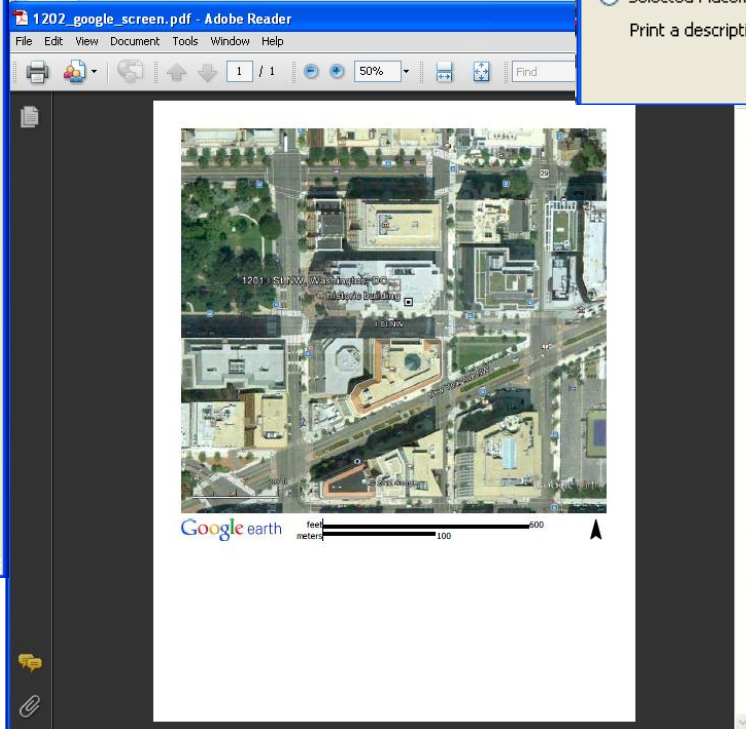 1202_google_screen.pdf - Adobe Reader
File Edit View Document Tools Window Help
1 / 1 50% Find
Print a descripti
29
1201 I St NW, Washington, DC
historic building
I St NW
Google earth
feet 600
meters 100